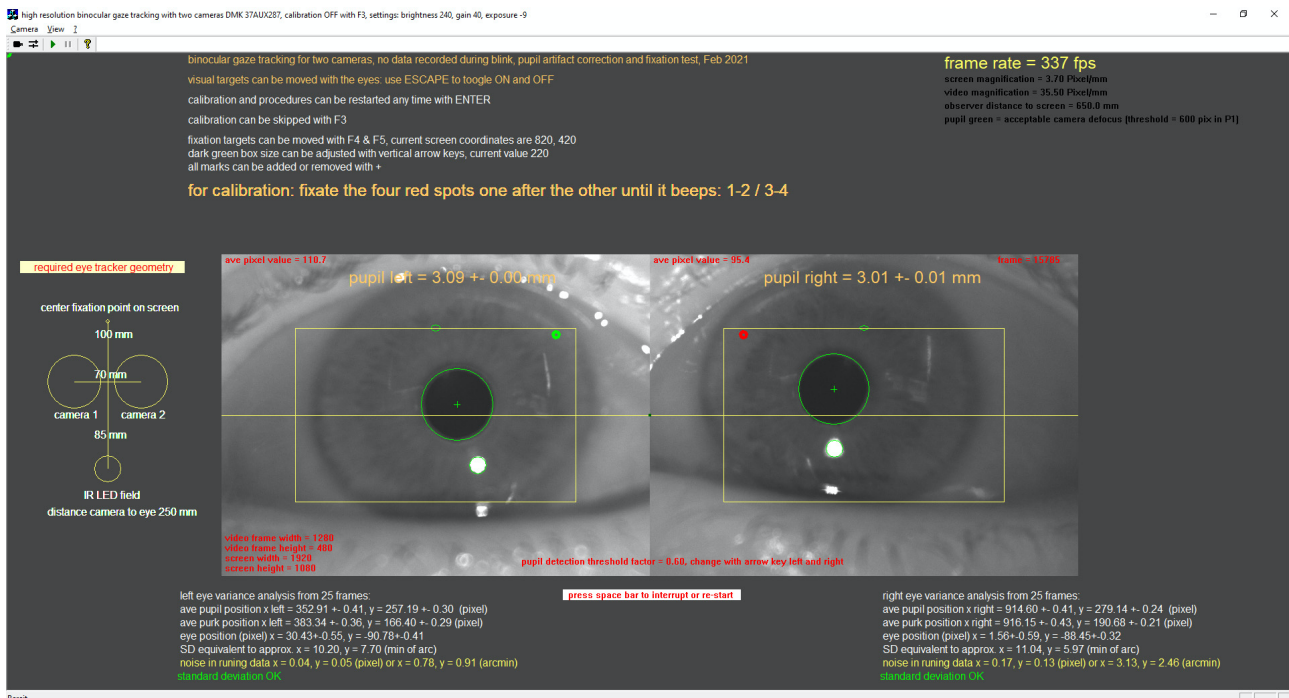 high resolution binocular gaze tracking with two cameras DMK 37AUX287, calibration OFF with F3, settings: brightness 240, gain 40, exposure -9
Camera View ?
binocular gaze tracking for two cameras, no data recorded during blink, pupil artifact correction and fixation test, Feb 2021
visual targets can be moved with the eyes: use ESCAPE to toogle ON and OFF
calibration and procedures can be restarted any time with ENTER
calibration can be skipped with F3
fixation targets can be moved with F4 & F5, current screen coordinates are 820, 420
dark green box size can be adjusted with vertical arrow keys, current value 220
all marks can be added or removed with +
for calibration: fixate the four red spots one after the other until it beeps: 1-2 / 3-4
frame rate = 337 fps
screen magnification = 3.70 Pixel/mm
video magnification = 35.50 Pixel/mm
observer distance to screen = 650.0 mm
pupil green = acceptable camera defocus [threshold = 600 pix in P1]
required eye tracker geometry
center fixation point on screen
100 mm
70 mm
camera 1 camera 2
85 mm
IR LED field
distance camera to eye 250 mm
ave pixel value = 110.7
pupil left = 3.09 +- 0.00 mm
ave pixel value = 95.4
frame = 15205
pupil right = 3.01 +- 0.01 mm
video frame width = 1280
video frame height = 480
screen width = 1920
screen height = 1080
pupil detection threshold factor = 0.60, change with arrow key left and right
press space bar to interrupt or re-start
left eye variance analysis from 25 frames:
ave pupil position x left = 352.91 +- 0.41, y = 257.19 +- 0.30 (pixel)
ave purk position x left = 383.34 +- 0.36, y = 166.40 +- 0.29 (pixel)
eye position (pixel) x = 30.43+-0.55, y = -90.78+-0.41
SD equivalent to approx. x = 10.20, y = 7.70 (min of arc)
noise in runing data x = 0.04, y = 0.05 (pixel) or x = 0.78, y = 0.91 (arcmin)
standard deviation OK
right eye variance analysis from 25 frames:
ave pupil position x right = 914.60 +- 0.41, y = 279.14 +- 0.24 (pixel)
ave purk position x right = 916.15 +- 0.43, y = 190.68 +- 0.21 (pixel)
eye position (pixel) x = 1.56+-0.59, y = -88.45+-0.32
SD equivalent to approx. x = 11.04, y = 5.97 (min of arc)
noise in runing data x = 0.17, y = 0.13 (pixel) or x = 3.13, y = 2.46 (arcmin)
standard deviation OK